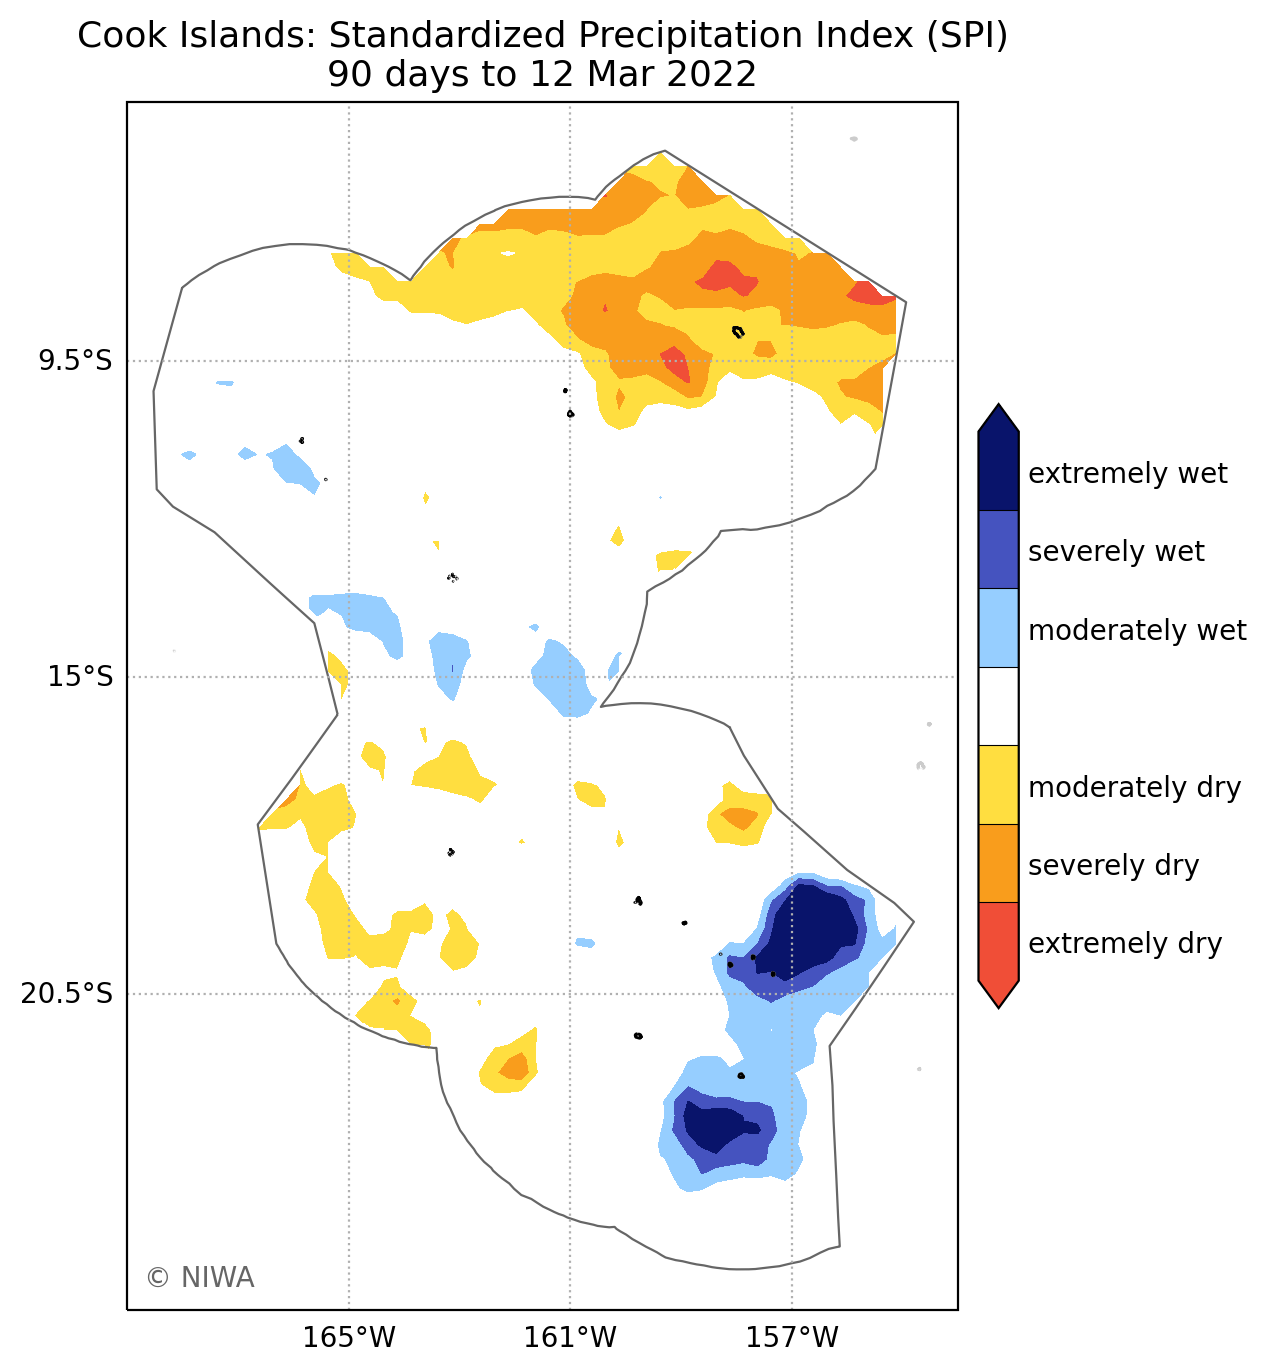 Cook Islands: Standardized Precipitation Index (SPI)
90 days to 12 Mar 2022
9.5°S
15°S
20.5°S
165°W
161°W
157°W
© NIWA
extremely wet
severely wet
moderately wet
moderately dry
severely dry
extremely dry